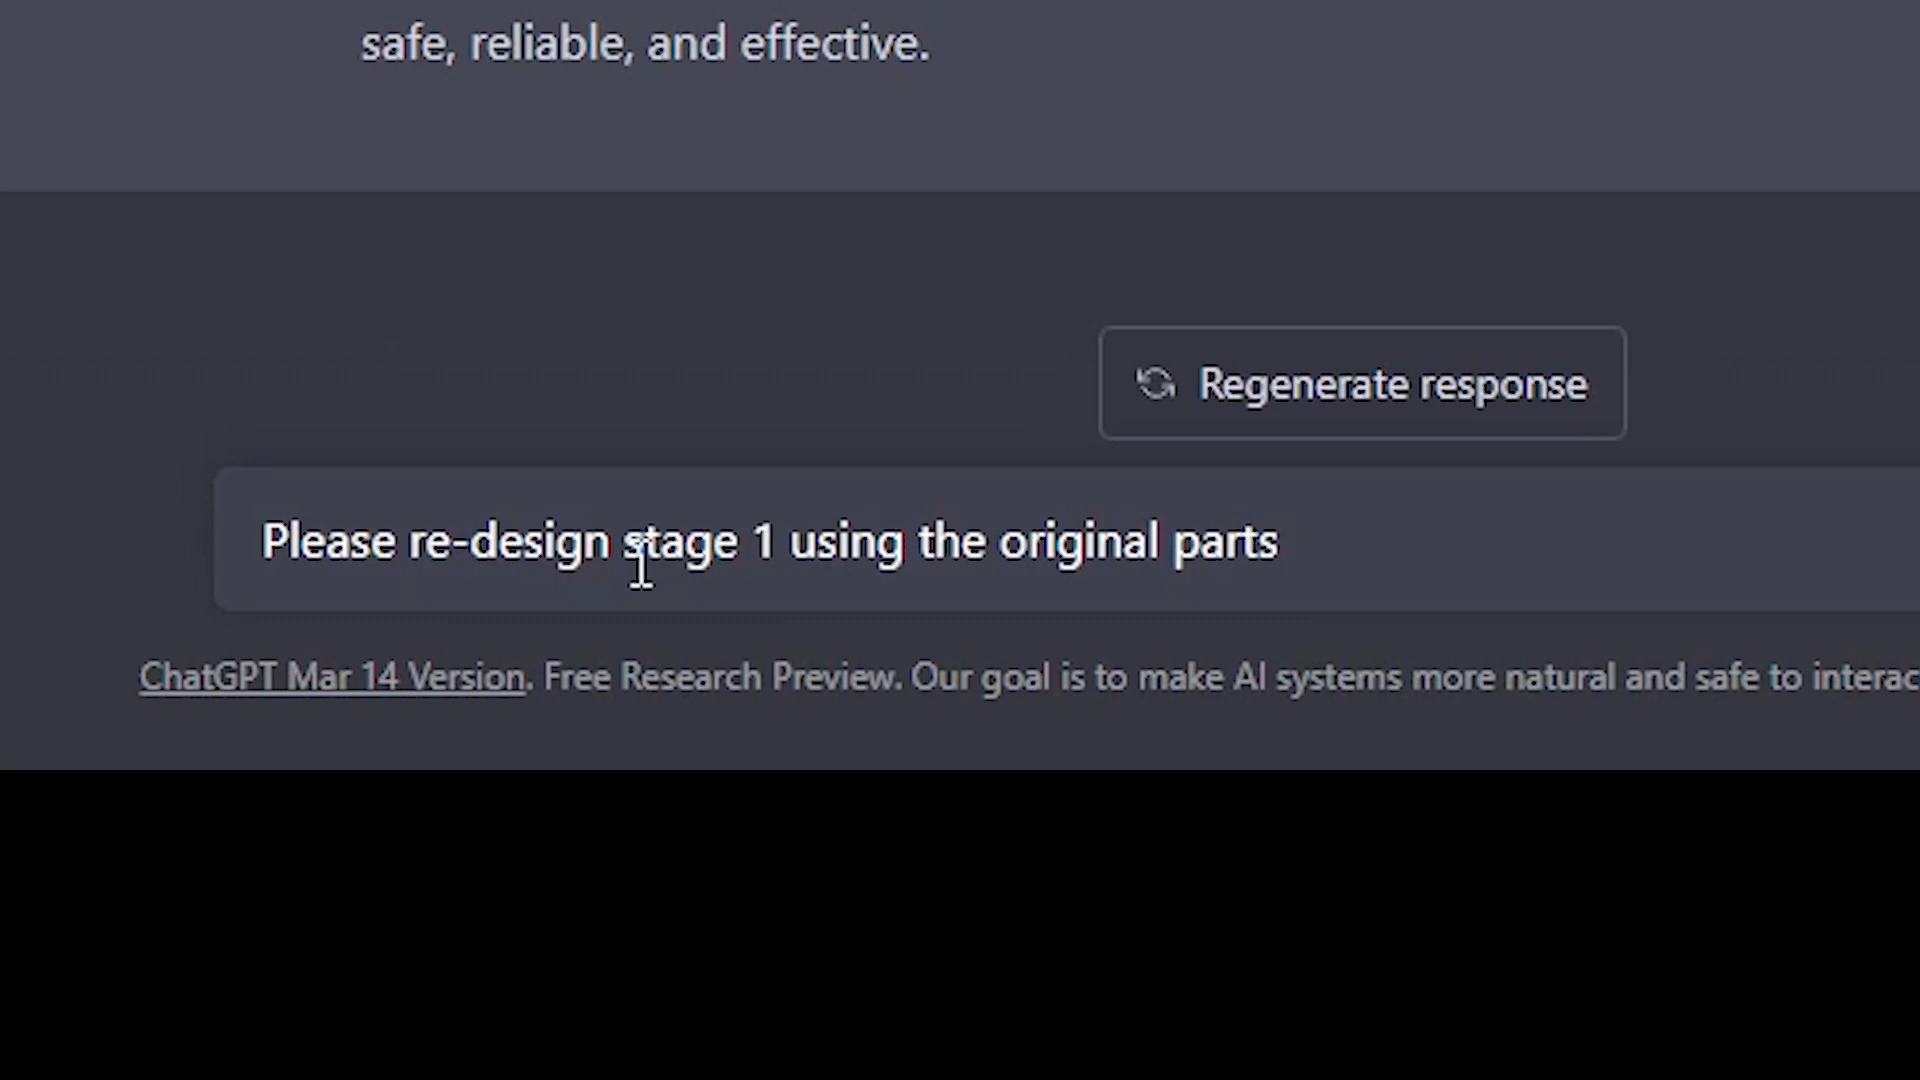 safe, reliable, and effective.
Regenerate response
Please re-design stage 1 using the original parts
ChatGPT Mar 14 Version. Free Research Preview. Our goal is to make AI systems more natural and safe to interac